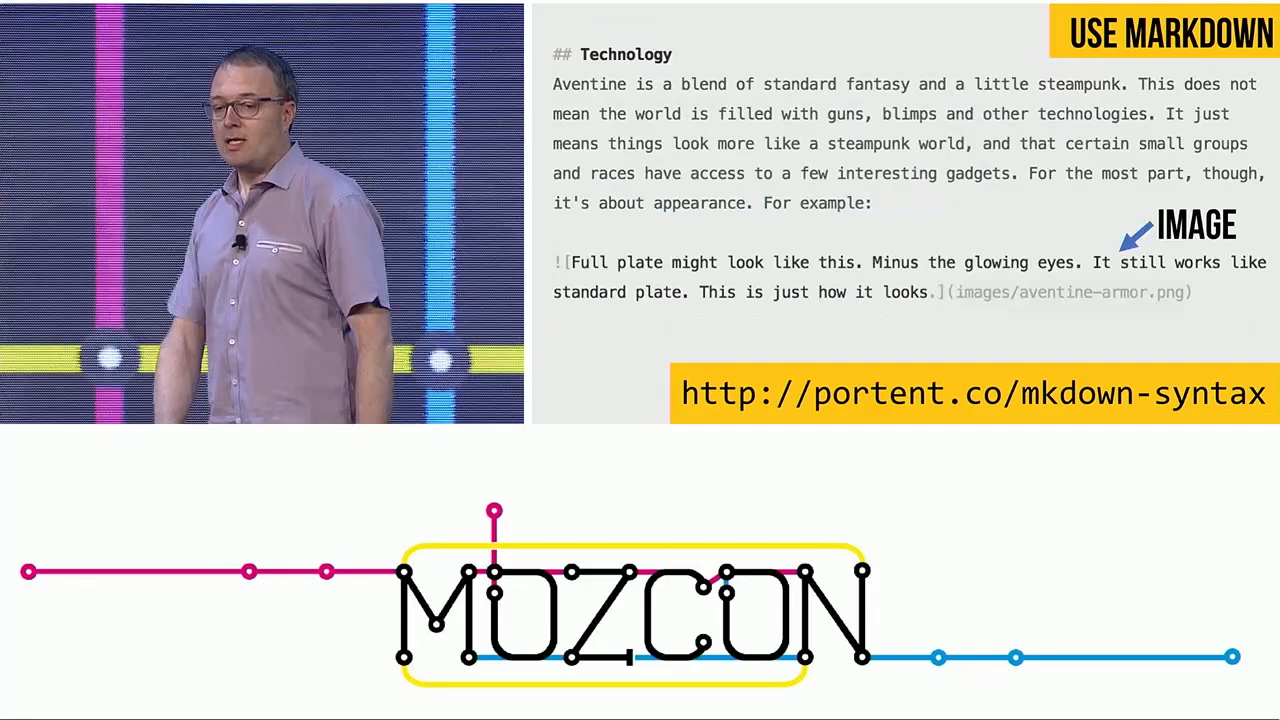 USE MARKDOWN
## Technology
Aventine is a blend of standard fantasy and a little steampunk. This does not
mean the world is filled with guns, blimps and other technologies. It just
means things look more like a steampunk world, and that certain small groups
and races have access to a few interesting gadgets. For the most part, though,
it's about appearance. For example:
IMAGE
![Full plate might look like this. Minus the glowing eyes. It still works like
standard plate. This is just how it looks.](images/aventine-armor.png)
http://portent.co/mkdown-syntax
MOZCON